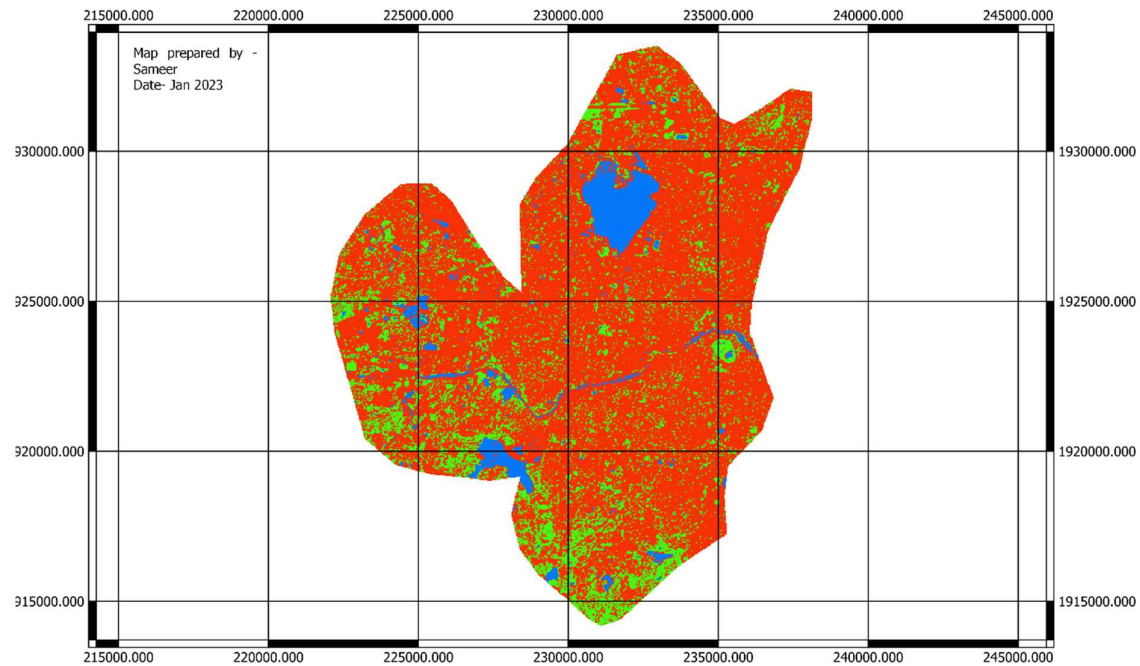 215000.000 220000.000 225000.000 230000.000 235000.000 240000.000 245000.000
Map prepared by -
Sameer
Date- Jan 2023
930000.000 1930000.000
925000.000 1925000.000
920000.000 1920000.000
915000.000 1915000.000
215000.000 220000.000 225000.000 230000.000 235000.000 240000.000 245000.000